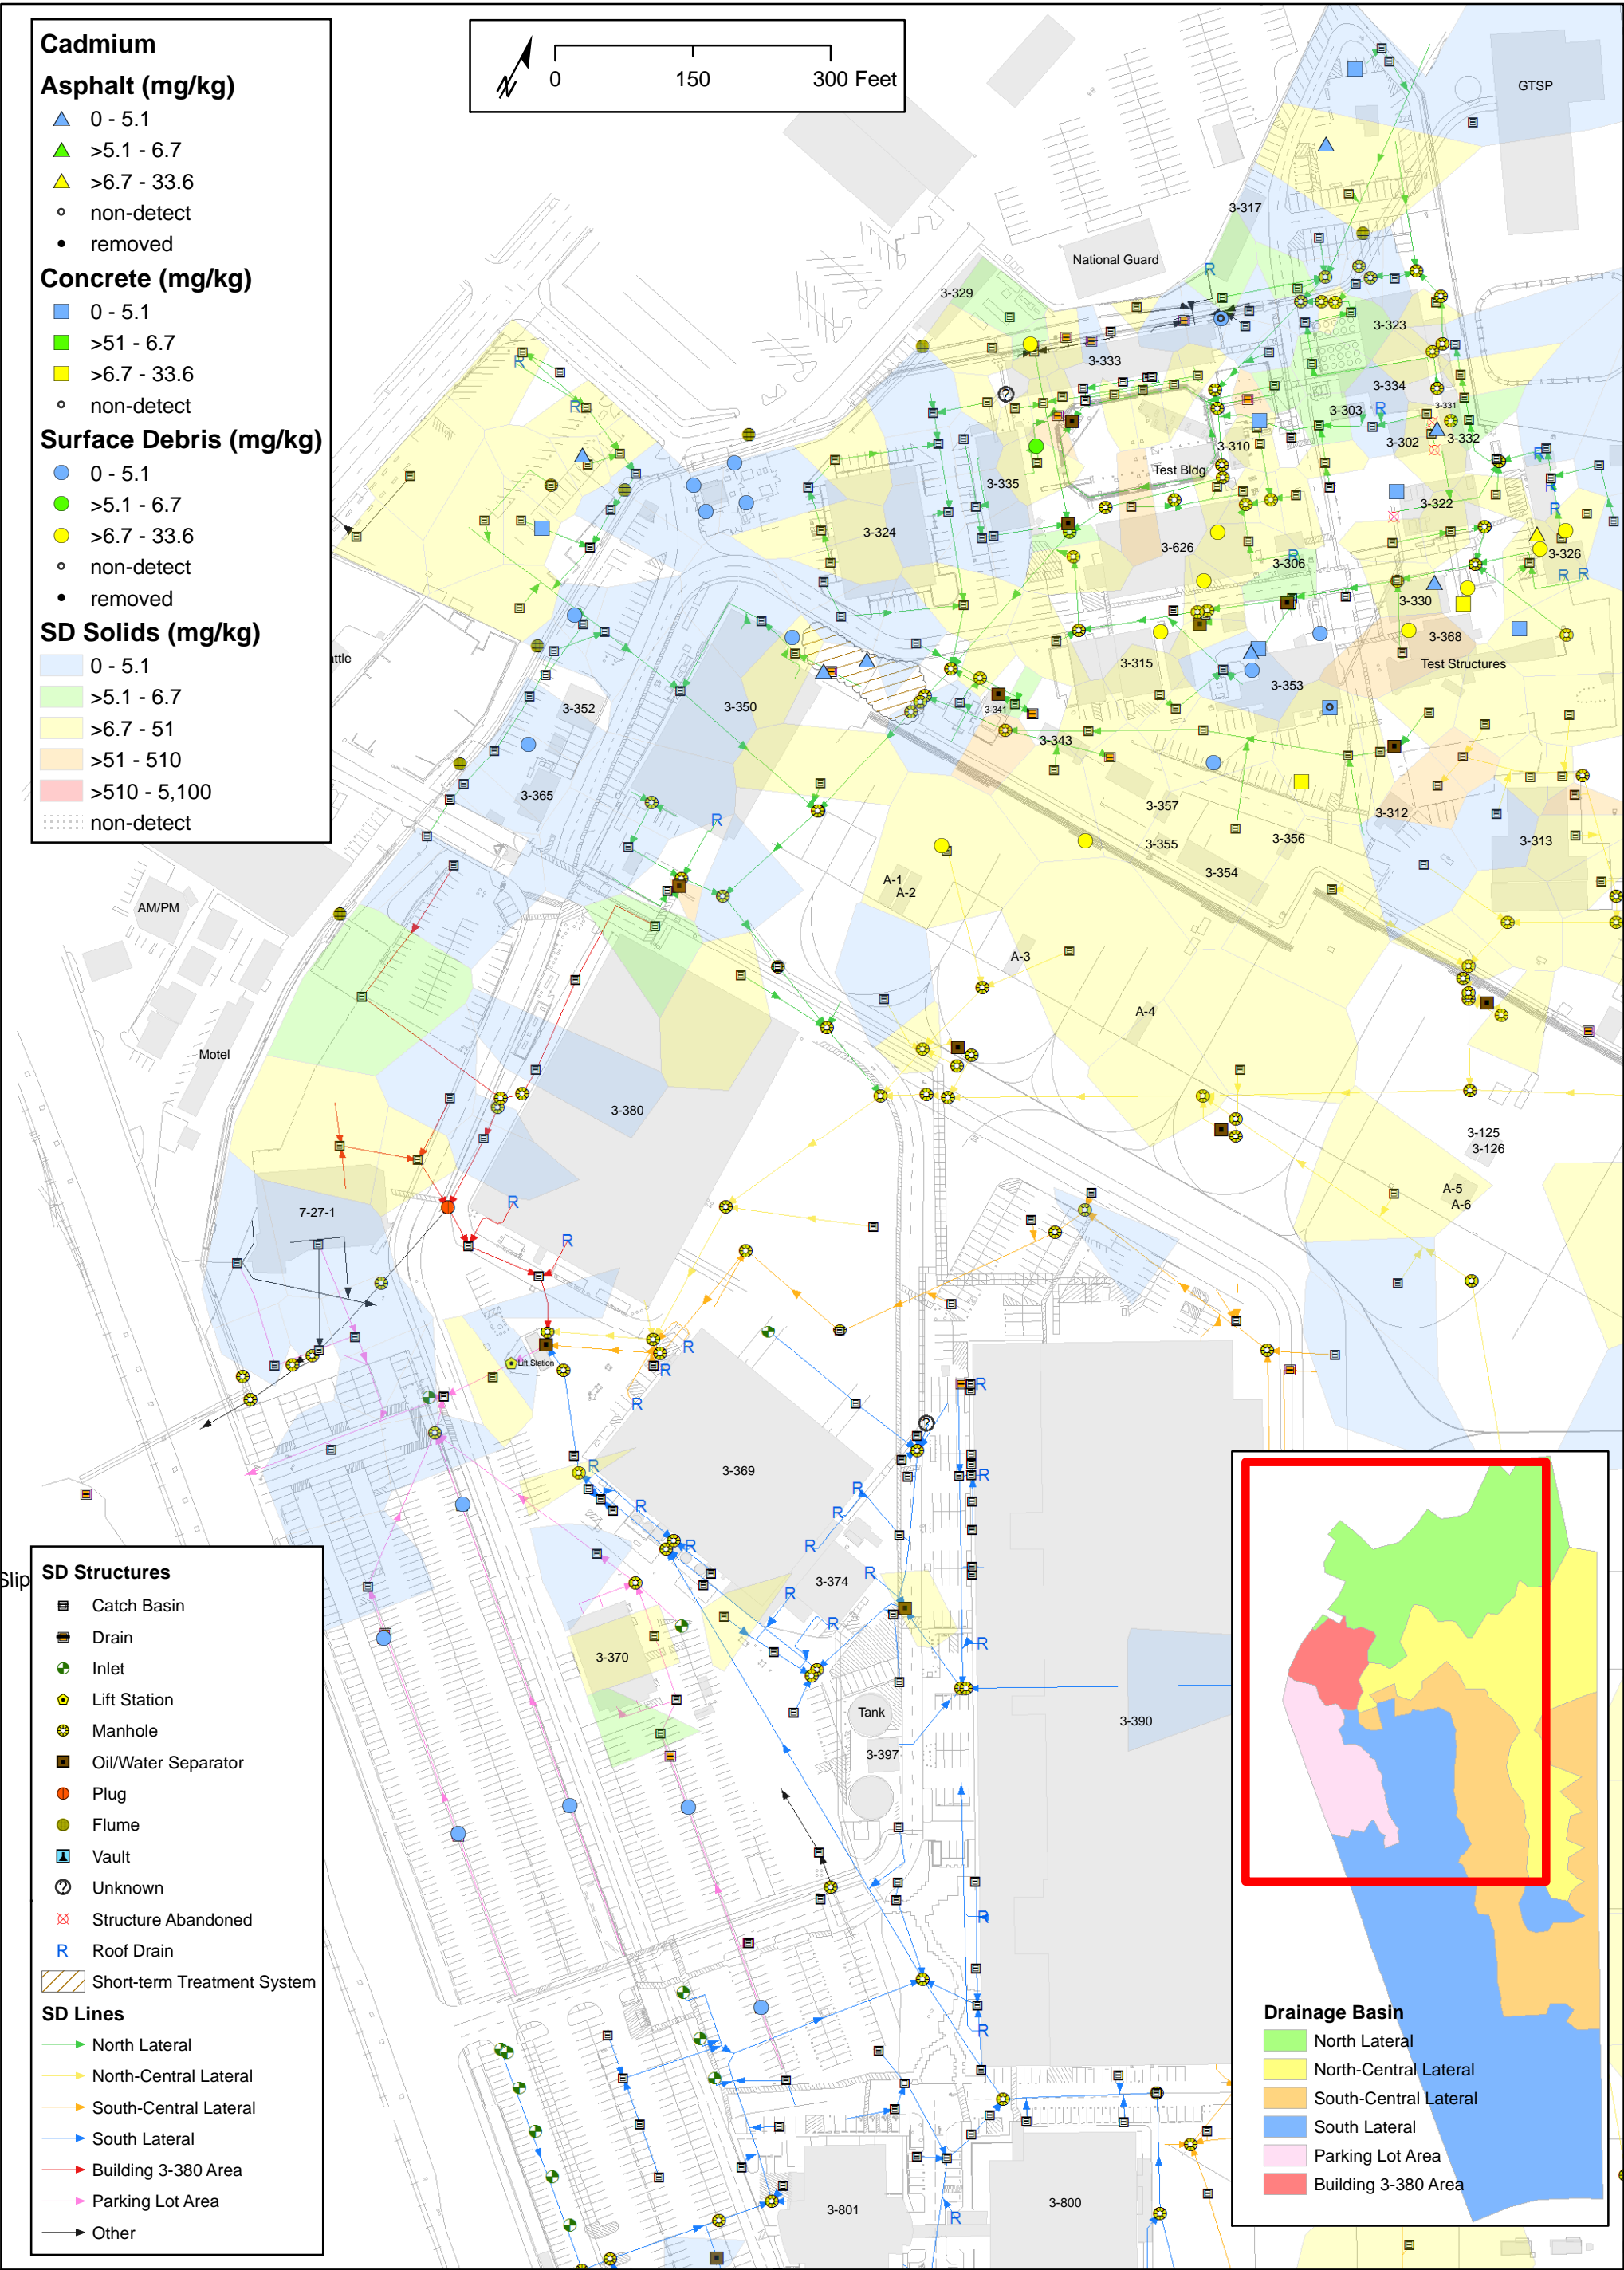 Cadmium
Asphalt (mg/kg)
0 - 5.1
>5.1 - 6.7
>6.7 - 33.6
non-detect
removed
Concrete (mg/kg)
0 - 5.1
>51 - 6.7
>6.7 - 33.6
non-detect
Surface Debris (mg/kg)
0 - 5.1
>5.1 - 6.7
>6.7 - 33.6
non-detect
removed
SD Solids (mg/kg)
0 - 5.1
>5.1 - 6.7
>6.7 - 51
>51 - 510
>510 - 5,100
non-detect
N
0 150 300 Feet
GTSP
3-317
National Guard
R
3-329
3-323
3-333
R
3-334
R
3-303
R
3-331
3-310
3-302
3-332
Test Bldg
R
3-335
R
3-322
R
3-324
3-626
R
3-306
3-326
R R
3-330
attle
3-368
3-315
Test Structures
3-353
3-352
3-350
3-341
3-343
3-365
3-357
3-312
R
3-355
3-356
3-313
3-354
A-1
A-2
AM/PM
A-3
A-4
Motel
3-380
3-125
3-126
A-5
A-6
7-27-1
R
R
R
Lift Station
R
R
R
3-369
R
R
R
R
R
R
R
R
3-374
R
R
R
3-370
R
Tank
3-390
3-397
R
R
3-801
3-800
R
Slip
SD Structures
Catch Basin
Drain
Inlet
Lift Station
Manhole
Oil/Water Separator
Plug
Flume
Vault
Unknown
Structure Abandoned
R Roof Drain
Short-term Treatment System
SD Lines
North Lateral
North-Central Lateral
South-Central Lateral
South Lateral
Building 3-380 Area
Parking Lot Area
Other
Drainage Basin
North Lateral
North-Central Lateral
South-Central Lateral
South Lateral
Parking Lot Area
Building 3-380 Area